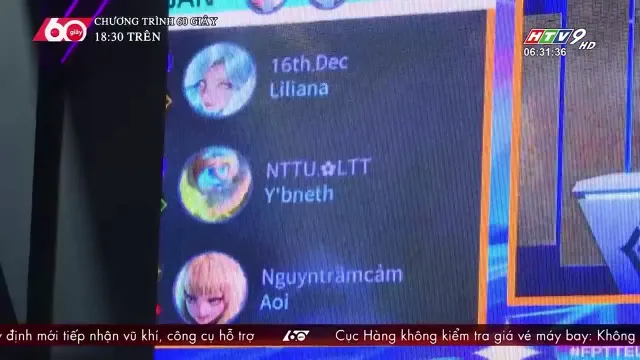 60 giây
CHƯƠNG TRÌNH 60 GIÂY
18:30 TRÊN
HTV9 HD
06:31:36
16th.Dec
Liliana
NTTU.✿LTT
Y'bneth
Nguyntrãmcảm
Aoi
định mới tiếp nhận vũ khí, công cụ hỗ trợ 60 Cục Hàng không kiểm tra giá vé máy bay: Không